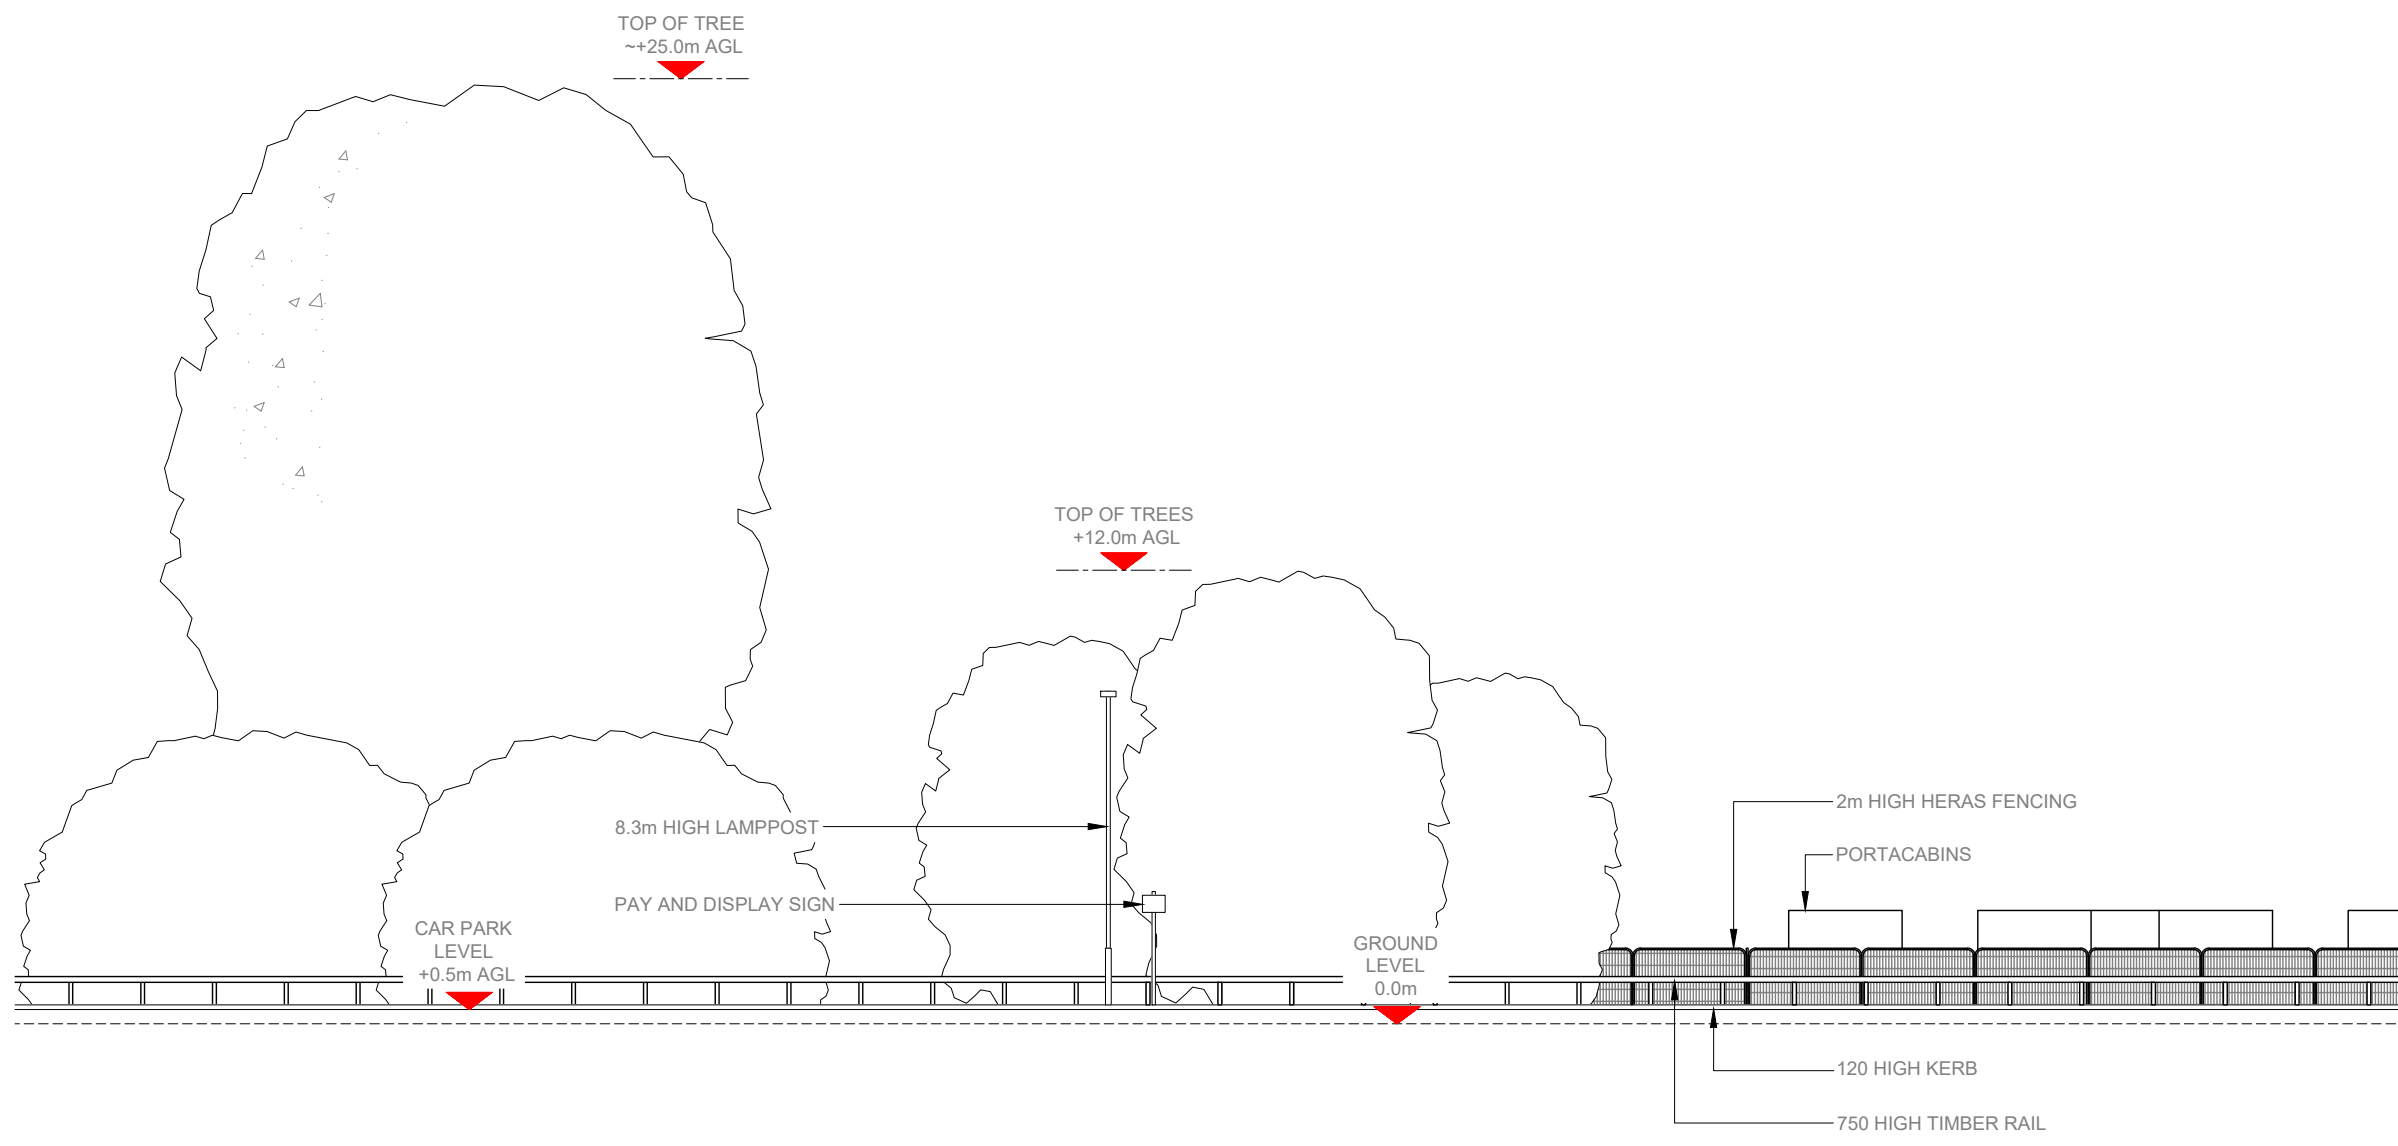 TOP OF TREE
~+25.0m AGL
TOP OF TREES
+12.0m AGL
2m HIGH HERAS FENCING
8.3m HIGH LAMPPOST
PORTACABINS
PAY AND DISPLAY SIGN
CAR PARK
LEVEL
+0.5m AGL
GROUND
LEVEL
0.0m
120 HIGH KERB
750 HIGH TIMBER RAIL